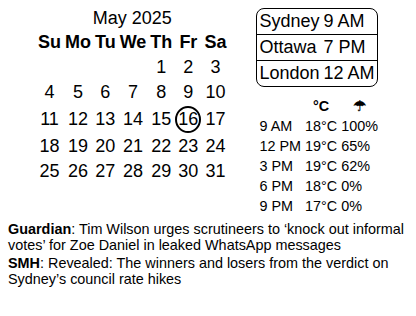 May 2025
Su Mo Tu We Th Fr Sa
1 2 3
4 5 6 7 8 9 10
11 12 13 14 15 16 17
18 19 20 21 22 23 24
25 26 27 28 29 30 31
Sydney 9 AM
Ottawa 7 PM
London 12 AM
°C ☂
9 AM 18°C 100%
12 PM 19°C 65%
3 PM 19°C 62%
6 PM 18°C 0%
9 PM 17°C 0%
Guardian: Tim Wilson urges scrutineers to ‘knock out informal
votes’ for Zoe Daniel in leaked WhatsApp messages
SMH: Revealed: The winners and losers from the verdict on
Sydney’s council rate hikes